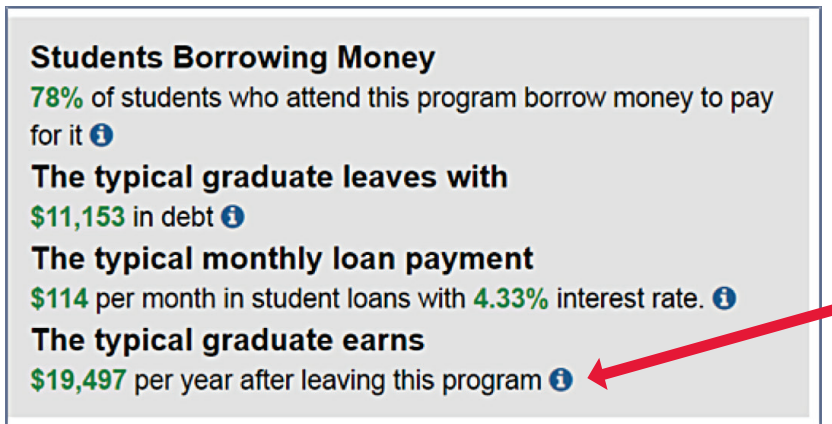 Students Borrowing Money
78% of students who attend this program borrow money to pay
for it
The typical graduate leaves with
$11,153 in debt
The typical monthly loan payment
$114 per month in student loans with 4.33% interest rate.
The typical graduate earns
$19,497 per year after leaving this program